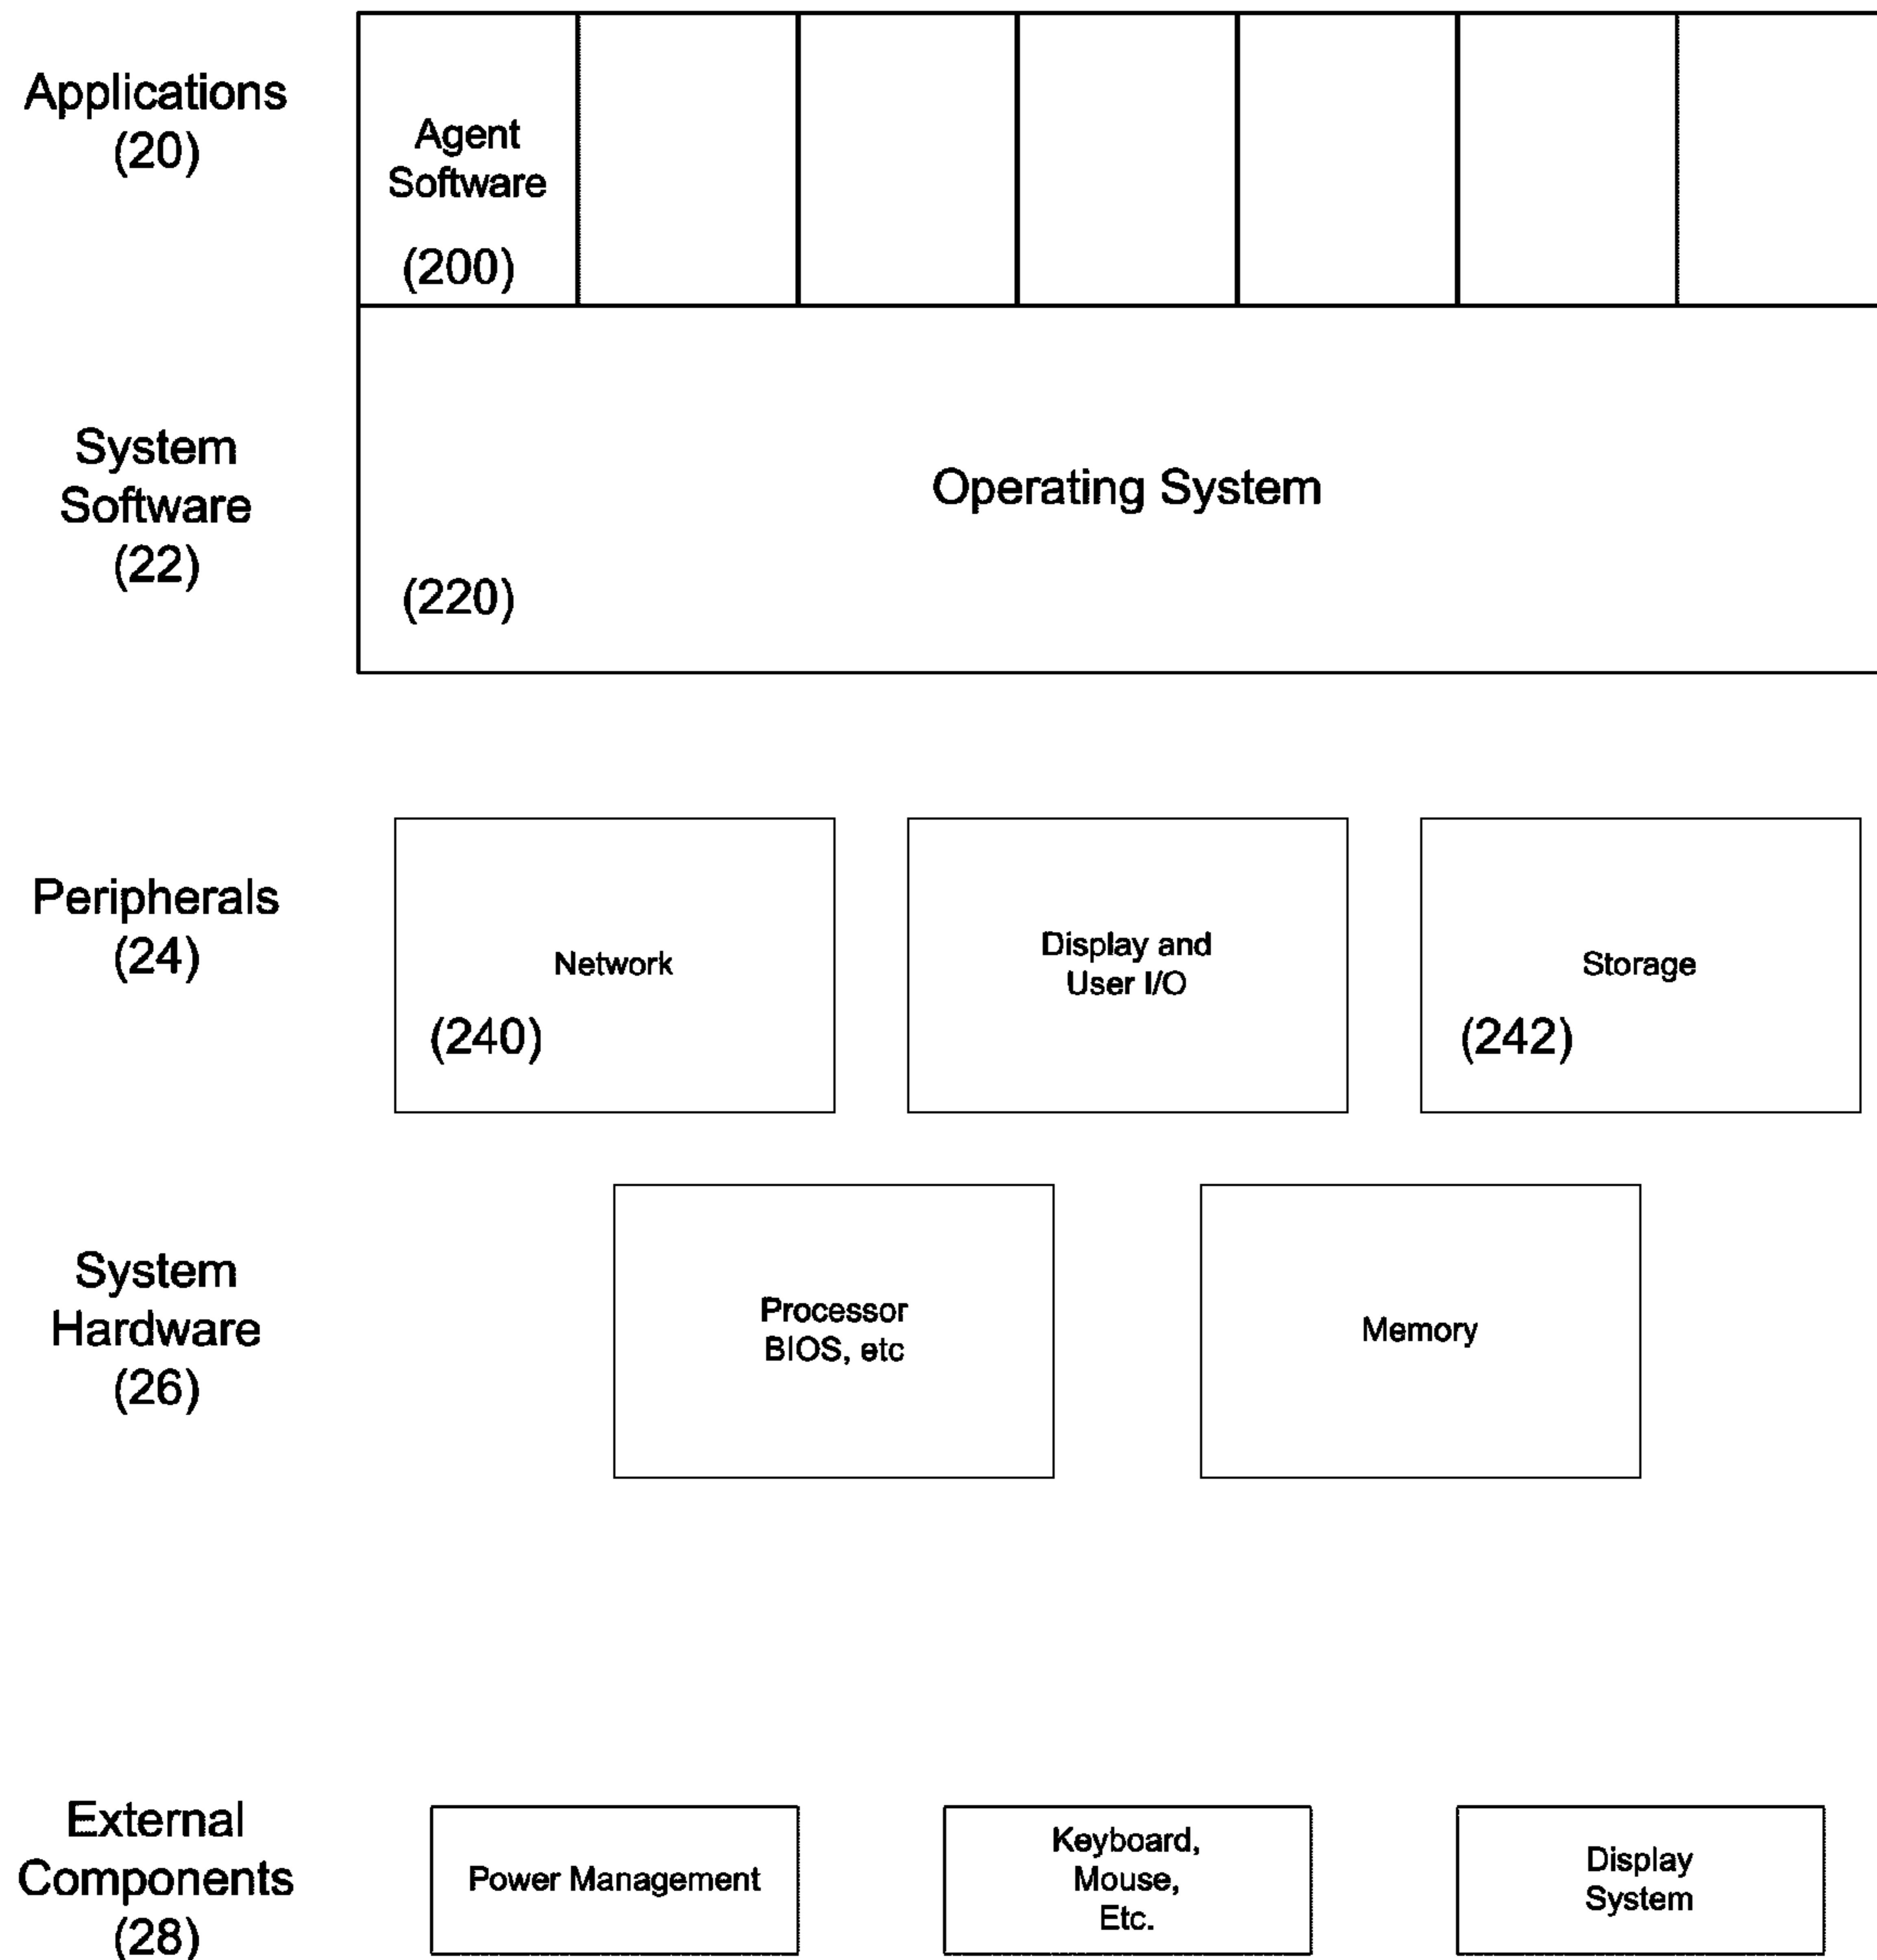 Applications
(20)
Agent
Software
(200)
System
Software
(22)
Operating System
(220)
Peripherals
(24)
Network
(240)
Display and
User I/O
Storage
(242)
System
Hardware
(26)
Processor
BIOS, etc
Memory
External
Components
(28)
Power Management
Keyboard,
Mouse,
Etc.
Display
System